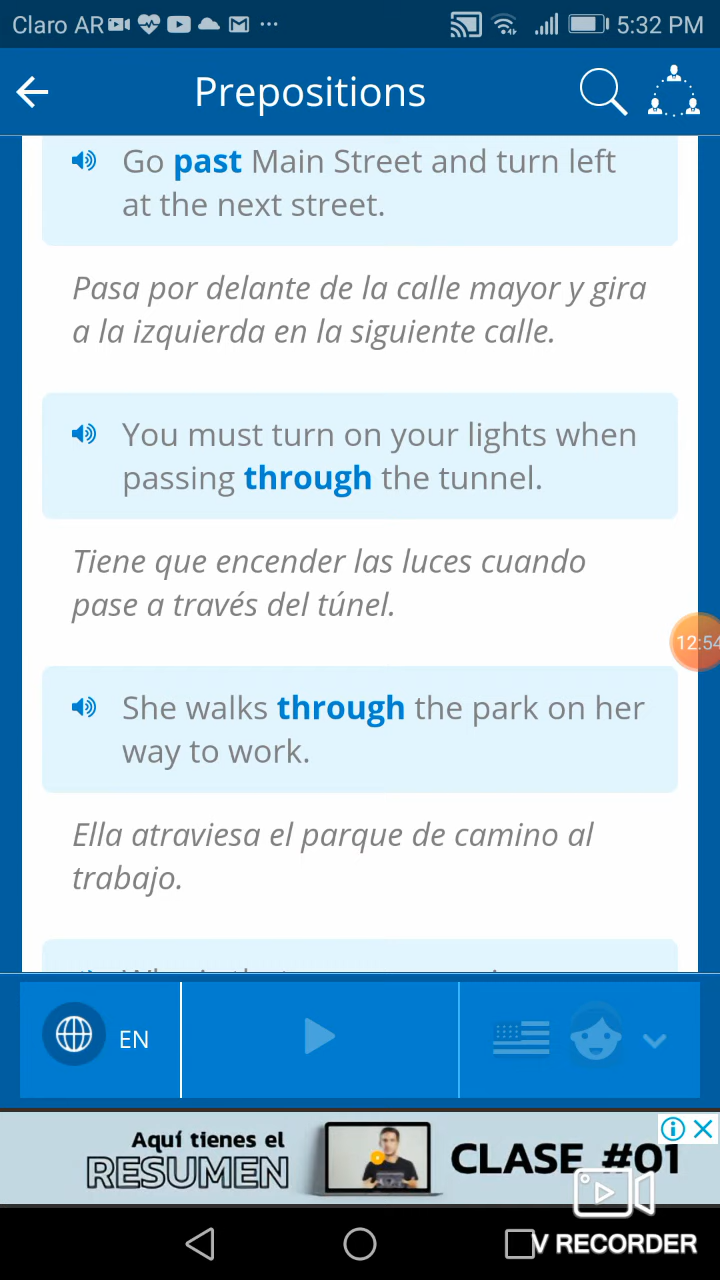 Claro AR ... 5:32 PM
Prepositions
Go past Main Street and turn left
at the next street.
Pasa por delante de la calle mayor y gira
a la izquierda en la siguiente calle.
You must turn on your lights when
passing through the tunnel.
Tiene que encender las luces cuando
pase a través del túnel.
12:54
She walks through the park on her
way to work.
Ella atraviesa el parque de camino al
trabajo.
EN
Aquí tienes el
RESUMEN
CLASE #01
V RECORDER